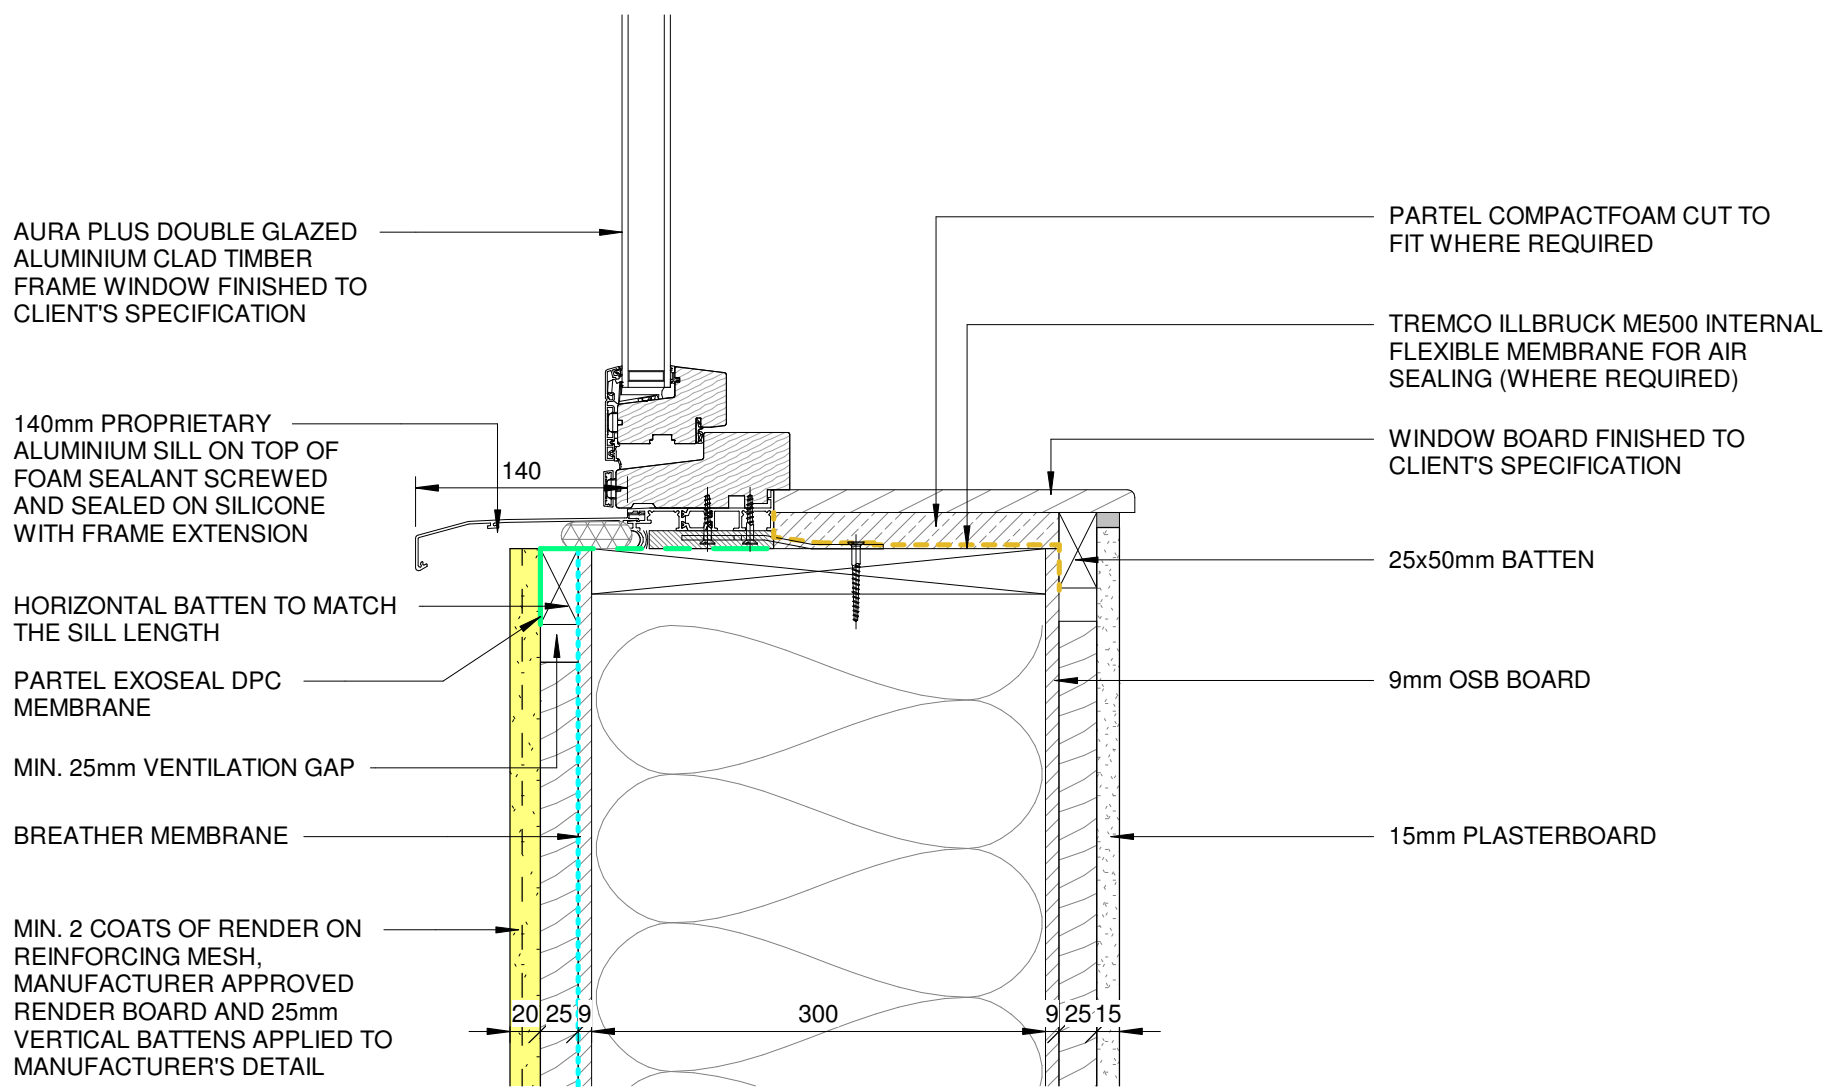 AURA PLUS DOUBLE GLAZED
ALUMINIUM CLAD TIMBER
FRAME WINDOW FINISHED TO
CLIENT'S SPECIFICATION
140mm PROPRIETARY
ALUMINIUM SILL ON TOP OF
FOAM SEALANT SCREWED
AND SEALED ON SILICONE
WITH FRAME EXTENSION
HORIZONTAL BATTEN TO MATCH
THE SILL LENGTH
PARTEL EXOSEAL DPC
MEMBRANE
MIN. 25mm VENTILATION GAP
BREATHER MEMBRANE
MIN. 2 COATS OF RENDER ON
REINFORCING MESH,
MANUFACTURER APPROVED
RENDER BOARD AND 25mm
VERTICAL BATTENS APPLIED TO
MANUFACTURER'S DETAIL
140
20 25 9 300 9 25 15
PARTEL COMPACTFOAM CUT TO
FIT WHERE REQUIRED
TREMCO ILLBRUCK ME500 INTERNAL
FLEXIBLE MEMBRANE FOR AIR
SEALING (WHERE REQUIRED)
WINDOW BOARD FINISHED TO
CLIENT'S SPECIFICATION
25x50mm BATTEN
9mm OSB BOARD
15mm PLASTERBOARD